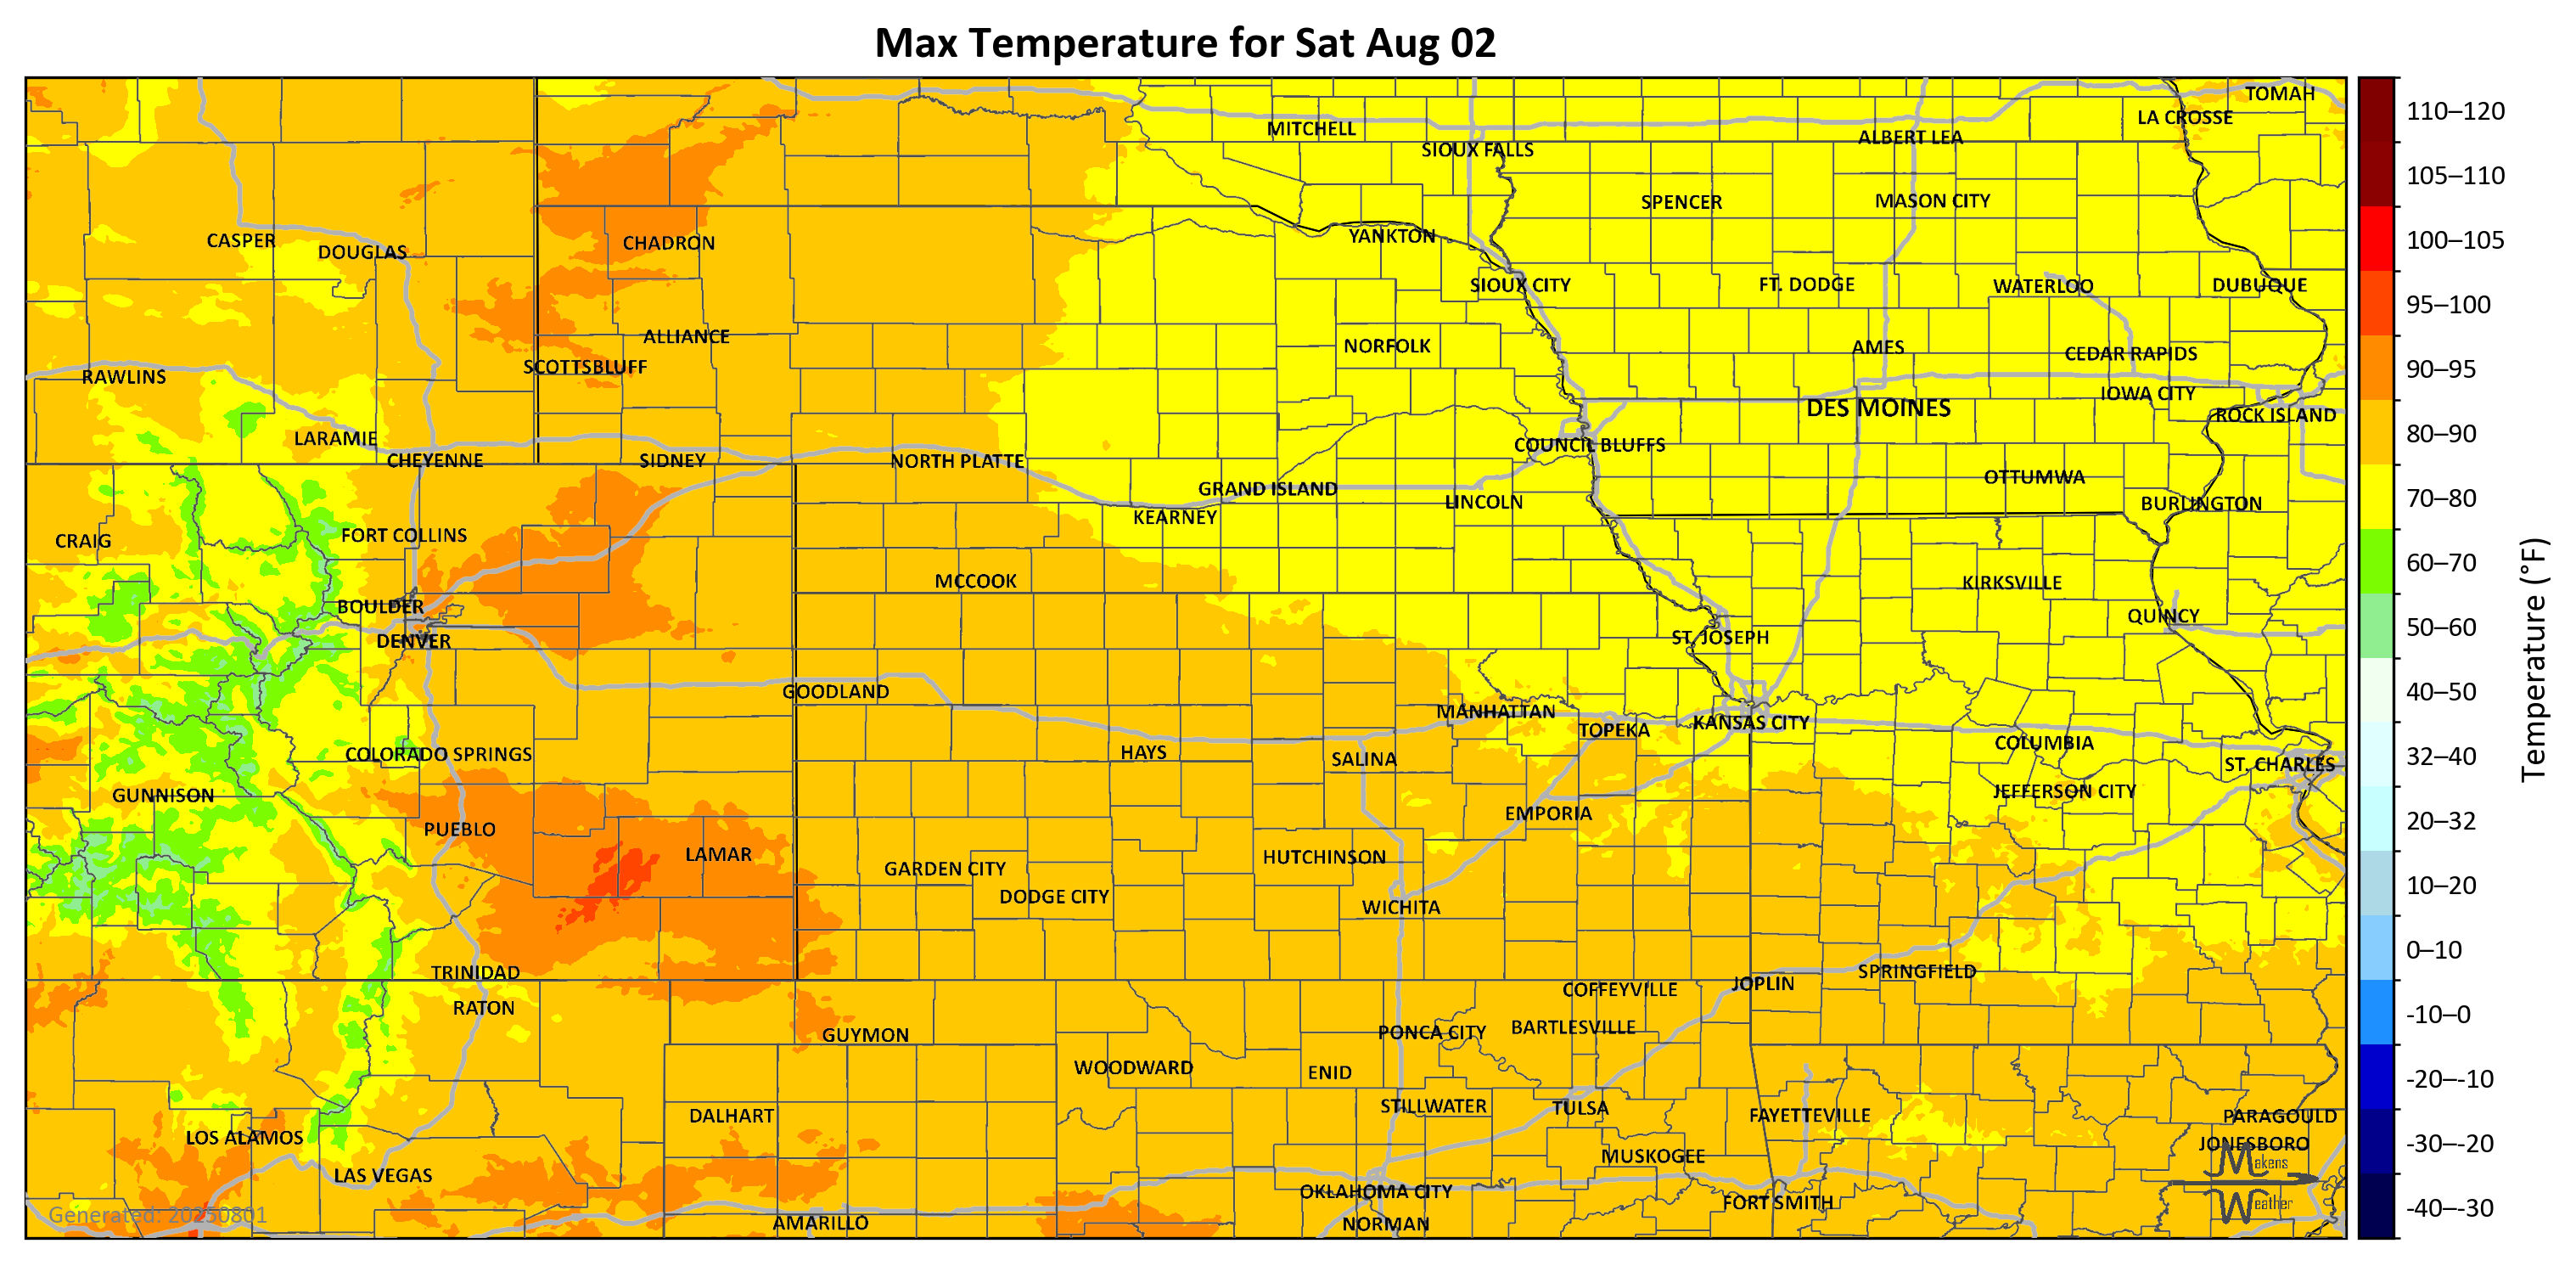 Max Temperature for Sat Aug 02
TOMAH
LA CROSSE
MITCHELL
ALBERT LEA
SIOUX FALLS
SPENCER
MASON CITY
CASPER
DOUGLAS
CHADRON
YANKTON
SIOUX CITY
FT. DODGE
WATERLOO
DUBUQUE
ALLIANCE
NORFOLK
AMES
CEDAR RAPIDS
SCOTTSBLUFF
RAWLINS
IOWA CITY
DES MOINES
ROCK ISLAND
LARAMIE
COUNCIL BLUFFS
CHEYENNE
SIDNEY
NORTH PLATTE
OTTUMWA
GRAND ISLAND
LINCOLN
BURLINGTON
KEARNEY
FORT COLLINS
CRAIG
MCCOOK
KIRKSVILLE
BOULDER
QUINCY
DENVER
ST. JOSEPH
GOODLAND
MANHATTAN
KANSAS CITY
TOPEKA
COLUMBIA
COLORADO SPRINGS
HAYS
SALINA
ST. CHARLES
GUNNISON
JEFFERSON CITY
EMPORIA
PUEBLO
LAMAR
HUTCHINSON
GARDEN CITY
DODGE CITY
WICHITA
TRINIDAD
SPRINGFIELD
JOPLIN
COFFEYVILLE
RATON
BARTLESVILLE
PONCA CITY
GUYMON
WOODWARD
ENID
STILLWATER
TULSA
DALHART
FAYETTEVILLE
PARAGOULD
LOS ALAMOS
JONESBORO
MUSKOGEE
LAS VEGAS
OKLAHOMA CITY
FORT SMITH
AMARILLO
NORMAN
Generated: 20250801
Makens
Weather
110–120
105–110
100–105
95–100
90–95
80–90
70–80
60–70
50–60
40–50
32–40
20–32
10–20
0–10
-10–0
-20–-10
-30–-20
-40–-30
Temperature (°F)